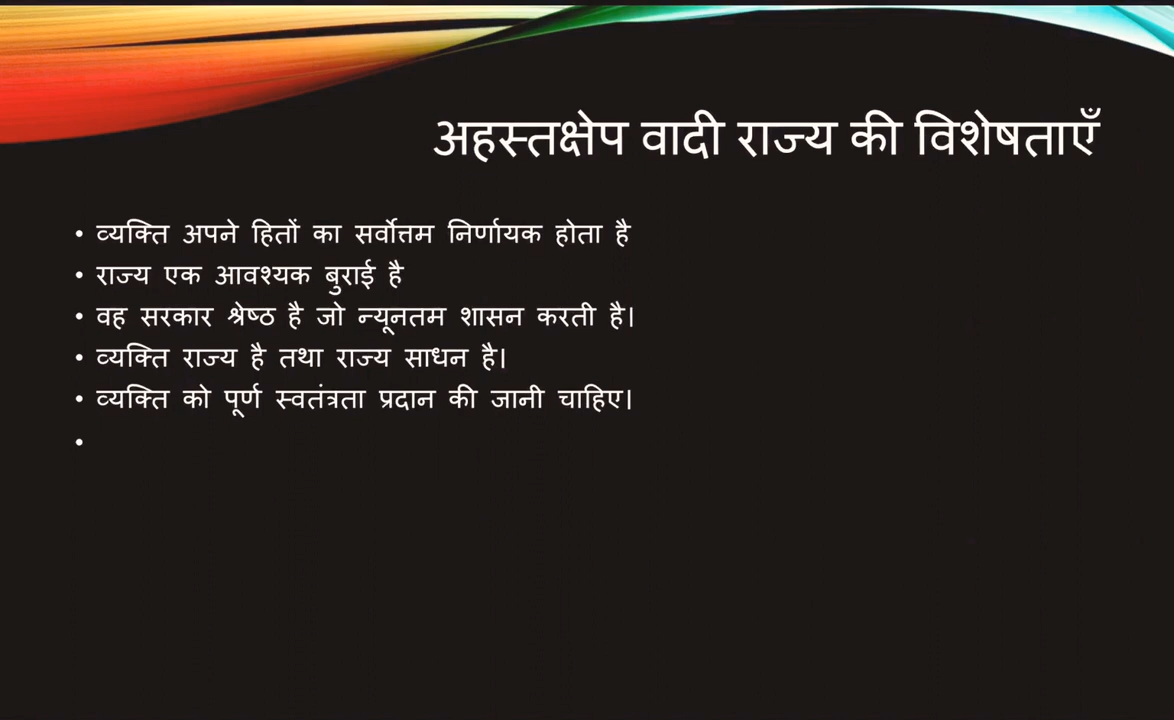 अहस्तक्षेप वादी राज्य की विशेषताएँ
• व्यक्ति अपने हितों का सर्वोत्तम निर्णायक होता है
• राज्य एक आवश्यक बुराई है
• वह सरकार श्रेष्ठ है जो न्यूनतम शासन करती है।
• व्यक्ति राज्य है तथा राज्य साधन है।
• व्यक्ति को पूर्ण स्वतंत्रता प्रदान की जानी चाहिए।
•